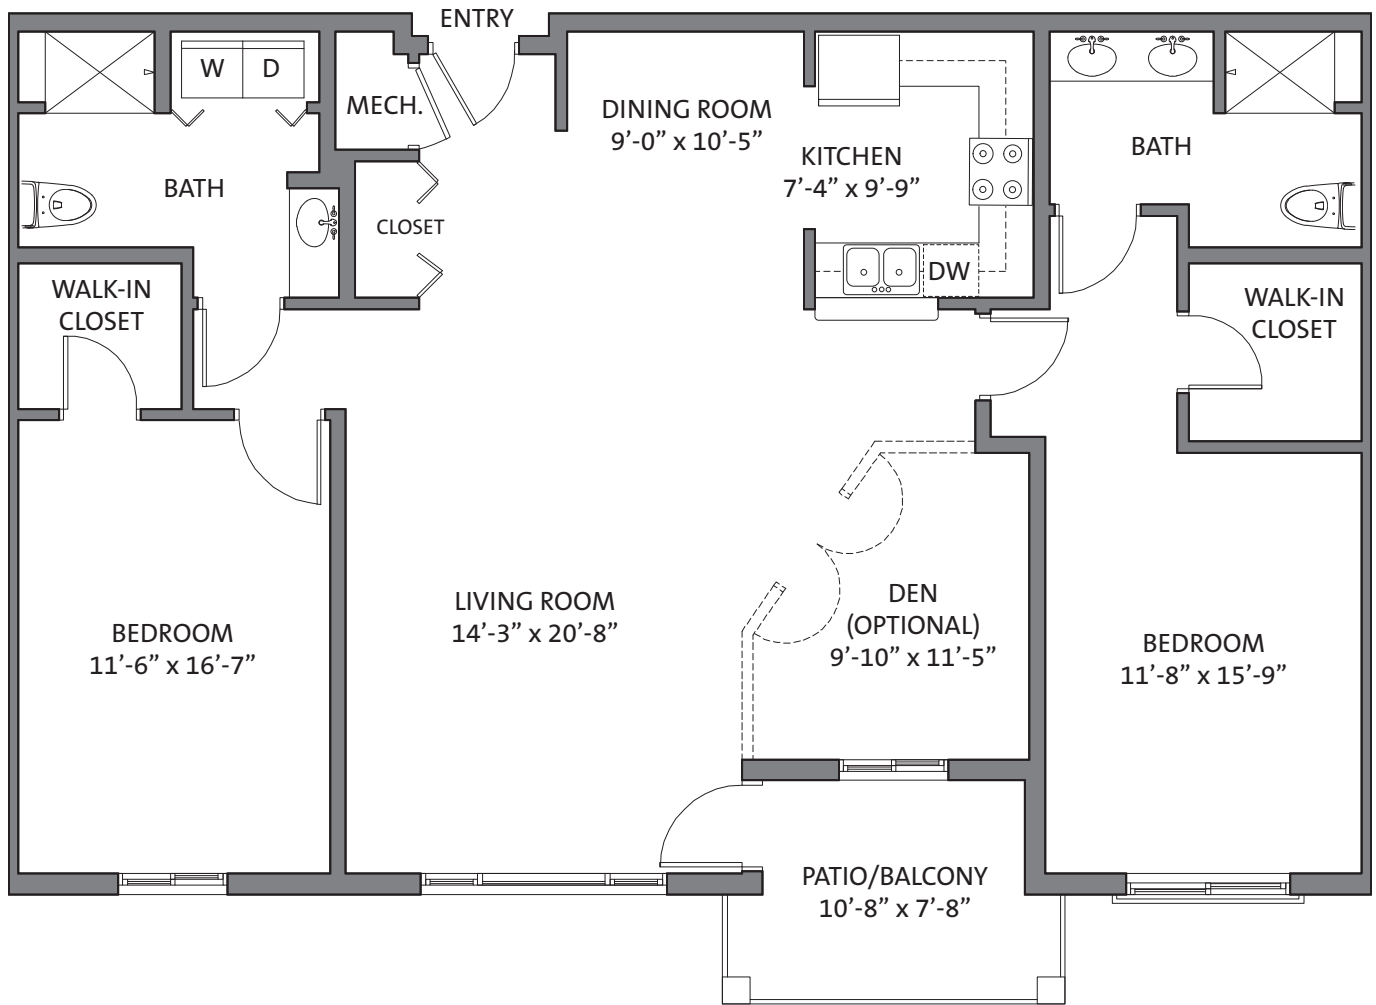 ENTRY
W D
MECH.
DINING ROOM
9’-0” x 10’-5”
KITCHEN
7’-4” x 9’-9”
BATH
BATH
CLOSET
DW
WALK-IN
CLOSET
WALK-IN
CLOSET
LIVING ROOM
14’-3” x 20’-8”
DEN
(OPTIONAL)
9’-10” x 11’-5”
BEDROOM
11’-6” x 16’-7”
BEDROOM
11’-8” x 15’-9”
PATIO/BALCONY
10’-8” x 7’-8”